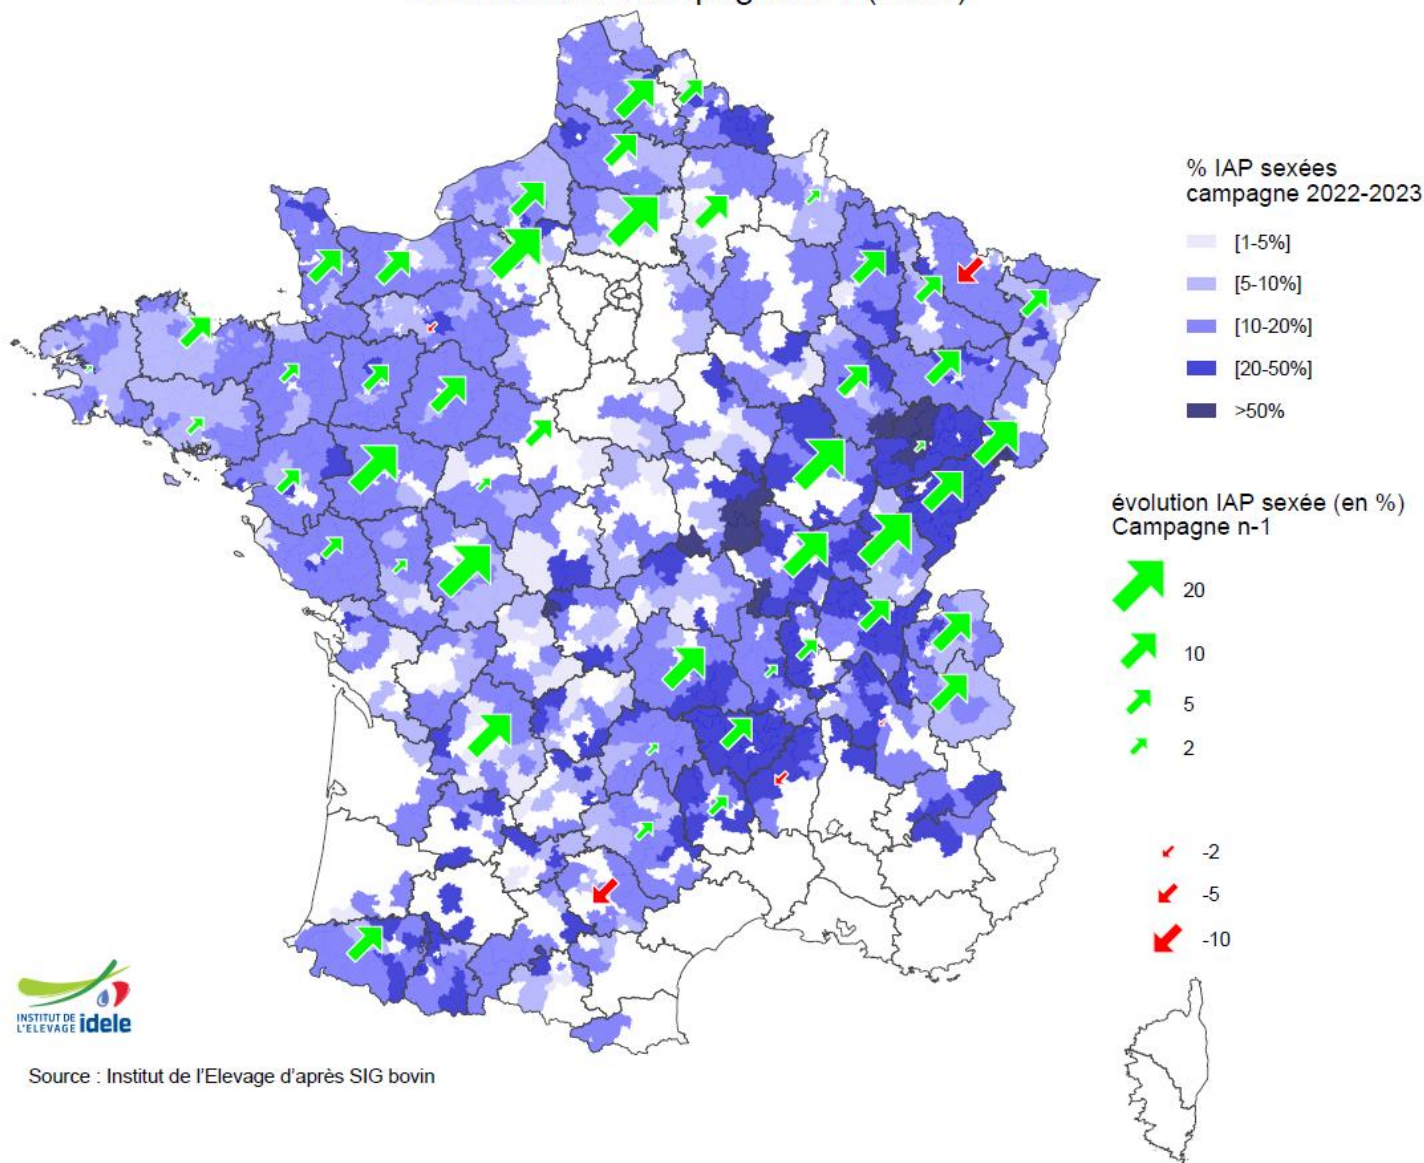 % IAP sexées
campagne 2022-2023
[1-5%]
[5-10%]
[10-20%]
[20-50%]
>50%
évolution IAP sexée (en %)
Campagne n-1
20
10
5
2
-2
-5
-10
INSTITUT DE
L'ELEVAGE idele
Source : Institut de l'Elevage d'après SIG bovin